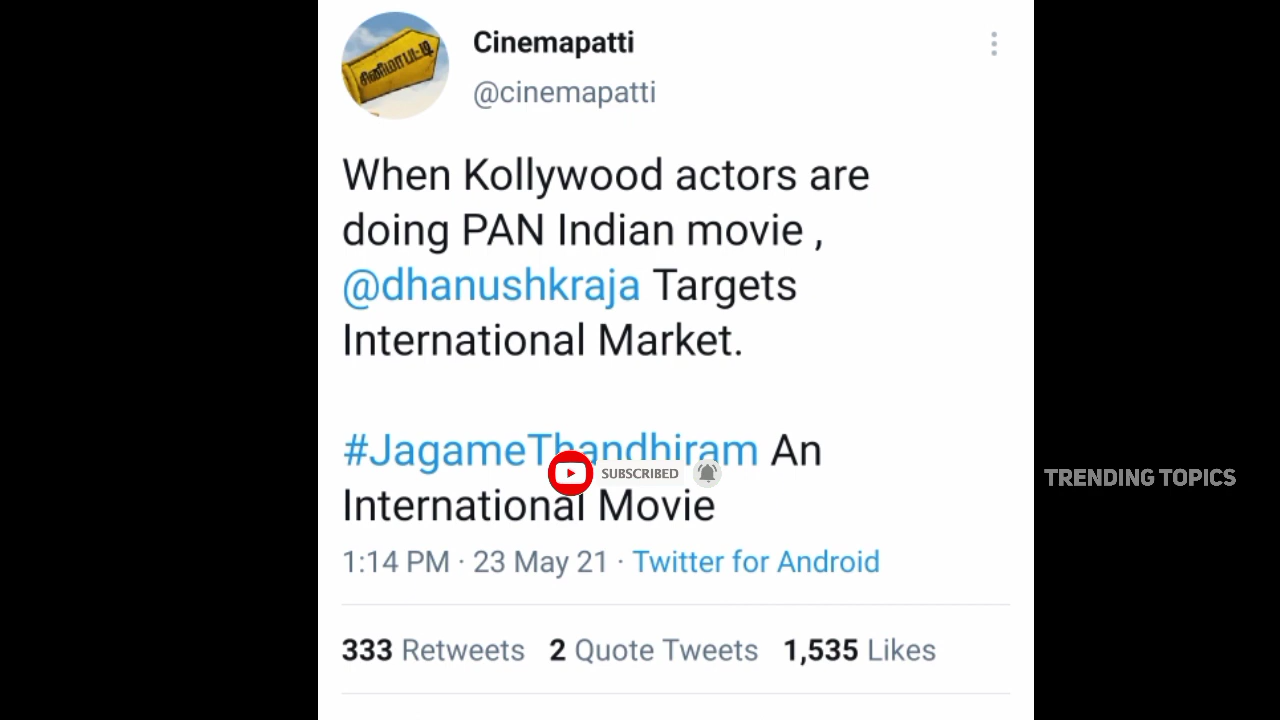 சினிமாபட்டி
Cinemapatti
@cinemapatti
When Kollywood actors are
doing PAN Indian movie ,
@dhanushkraja Targets
International Market.
#JagameThandhiram An
SUBSCRIBED
International Movie
TRENDING TOPICS
1:14 PM · 23 May 21 · Twitter for Android
333 Retweets 2 Quote Tweets 1,535 Likes